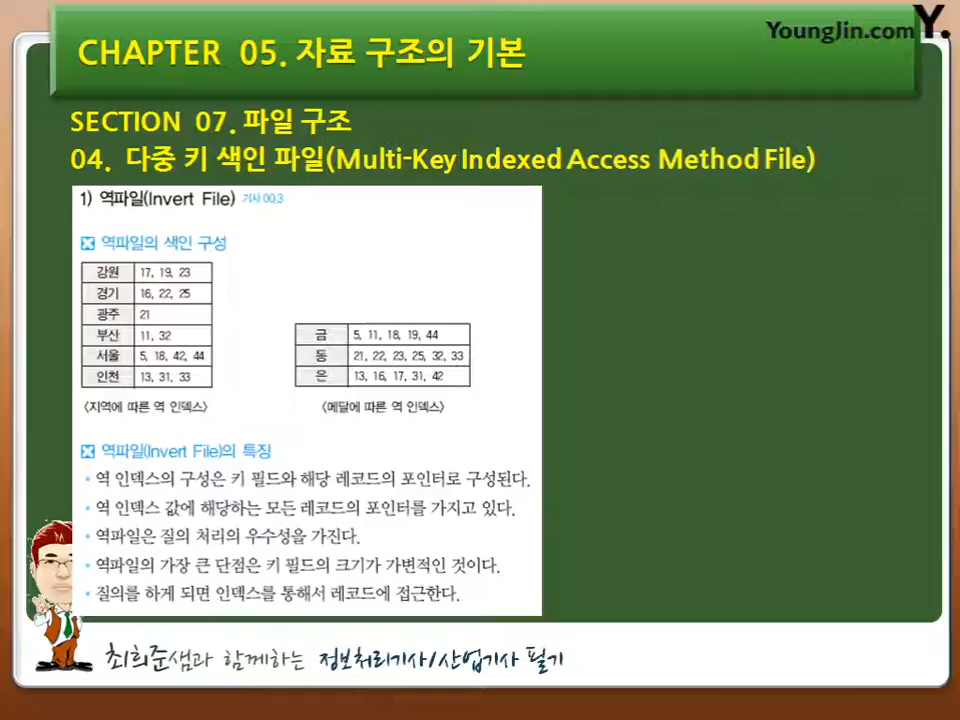 YoungJin.com Y.
CHAPTER 05. 자료 구조의 기본
SECTION 07. 파일 구조
04. 다중 키 색인 파일(Multi-Key Indexed Access Method File)
1) 역파일(Invert File) 기사 00.3
역파일의 색인 구성
강원 17, 19, 23
경기 16, 22, 25
광주 21
부산 11, 32
서울 5, 18, 42, 44
인천 13, 31, 33
<지역에 따른 역 인덱스>
금 5, 11, 18, 19, 44
동 21, 22, 23, 25, 32, 33
은 13, 16, 17, 31, 42
<메달에 따른 역 인덱스>
역파일(Invert File)의 특징
• 역 인덱스의 구성은 키 필드와 해당 레코드의 포인터로 구성된다.
• 역 인덱스 값에 해당하는 모든 레코드의 포인터를 가지고 있다.
• 역파일은 질의 처리의 우수성을 가진다.
• 역파일의 가장 큰 단점은 키 필드의 크기가 가변적인 것이다.
• 질의를 하게 되면 인덱스를 통해서 레코드에 접근한다.
최희준샘과 함께하는 정보처리기사/산업기사 필기